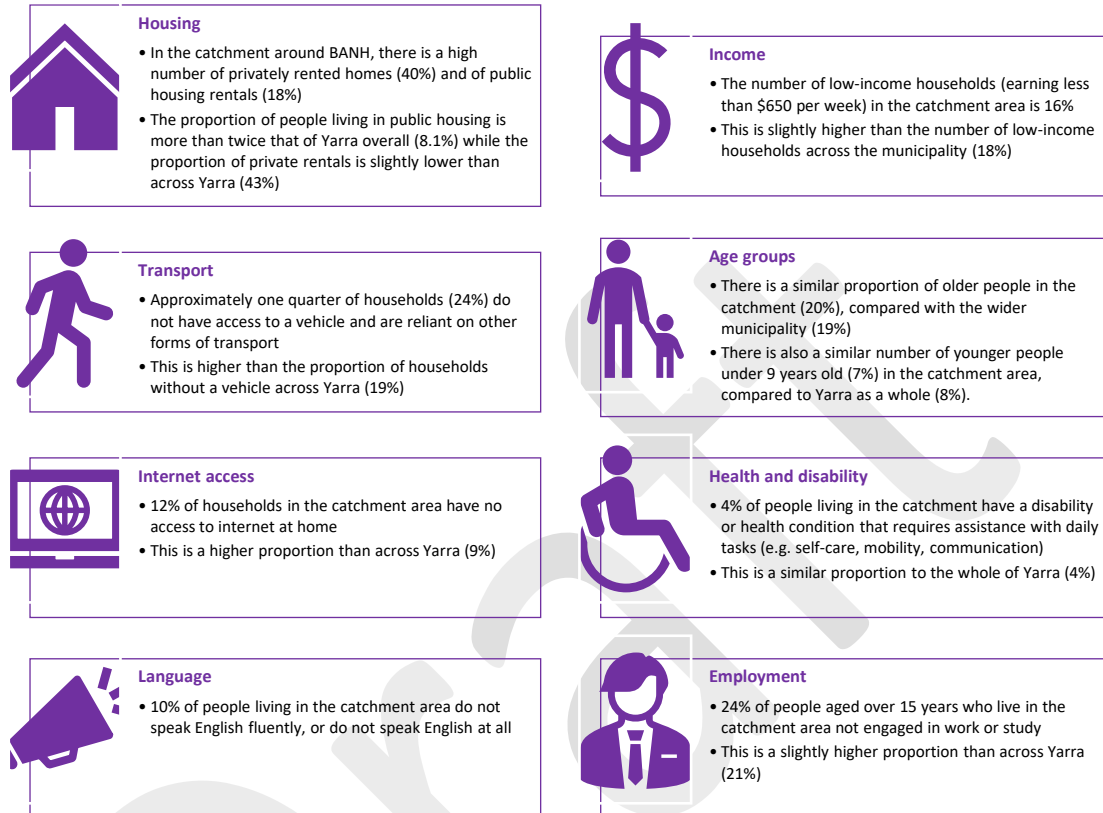 Housing
• In the catchment around BANH, there is a high
number of privately rented homes (40%) and of public
housing rentals (18%)
• The proportion of people living in public housing is
more than twice that of Yarra overall (8.1%) while the
proportion of private rentals is slightly lower than
across Yarra (43%)
Income
• The number of low-income households (earning less
than $650 per week) in the catchment area is 16%
• This is slightly higher than the number of low-income
households across the municipality (18%)
Transport
• Approximately one quarter of households (24%) do
not have access to a vehicle and are reliant on other
forms of transport
• This is higher than the proportion of households
without a vehicle across Yarra (19%)
Age groups
• There is a similar proportion of older people in the
catchment (20%), compared with the wider
municipality (19%)
• There is also a similar number of younger people
under 9 years old (7%) in the catchment area,
compared to Yarra as a whole (8%).
Internet access
• 12% of households in the catchment area have no
access to internet at home
• This is a higher proportion than across Yarra (9%)
Health and disability
• 4% of people living in the catchment have a disability
or health condition that requires assistance with daily
tasks (e.g. self-care, mobility, communication)
• This is a similar proportion to the whole of Yarra (4%)
Language
• 10% of people living in the catchment area do not
speak English fluently, or do not speak English at all
Employment
• 24% of people aged over 15 years who live in the
catchment area not engaged in work or study
• This is a slightly higher proportion than across Yarra
(21%)